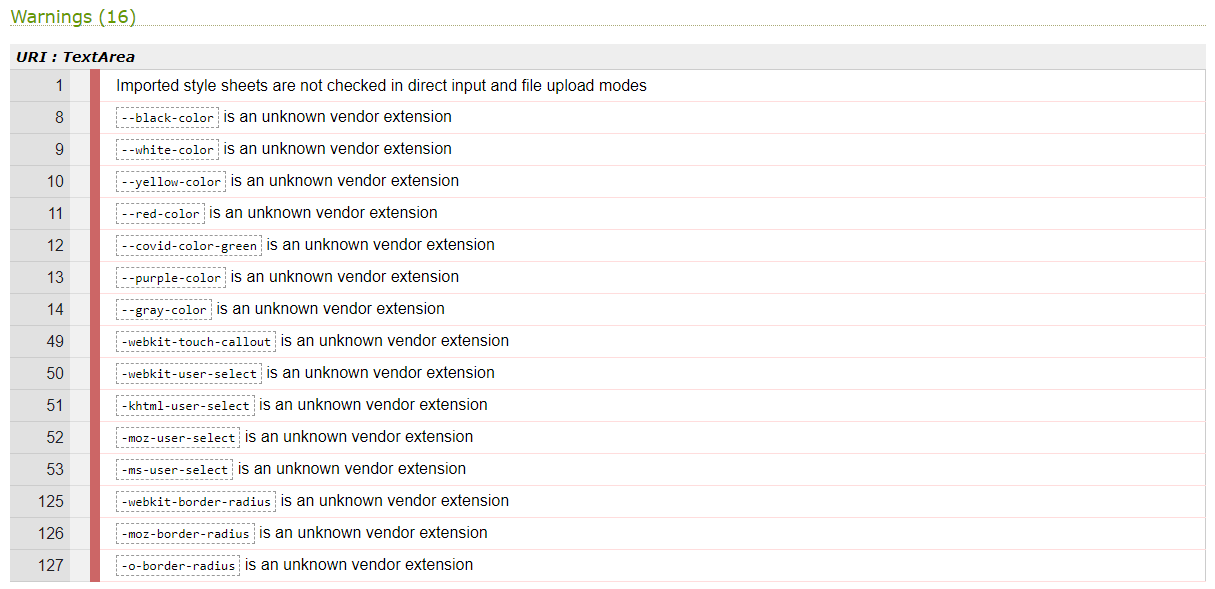 Warnings (16)
URI : TextArea
1 Imported style sheets are not checked in direct input and file upload modes
8 --black-color is an unknown vendor extension
9 --white-color is an unknown vendor extension
10 --yellow-color is an unknown vendor extension
11 --red-color is an unknown vendor extension
12 --covid-color-green is an unknown vendor extension
13 --purple-color is an unknown vendor extension
14 --gray-color is an unknown vendor extension
49 -webkit-touch-callout is an unknown vendor extension
50 -webkit-user-select is an unknown vendor extension
51 -khtml-user-select is an unknown vendor extension
52 -moz-user-select is an unknown vendor extension
53 -ms-user-select is an unknown vendor extension
125 -webkit-border-radius is an unknown vendor extension
126 -moz-border-radius is an unknown vendor extension
127 -o-border-radius is an unknown vendor extension